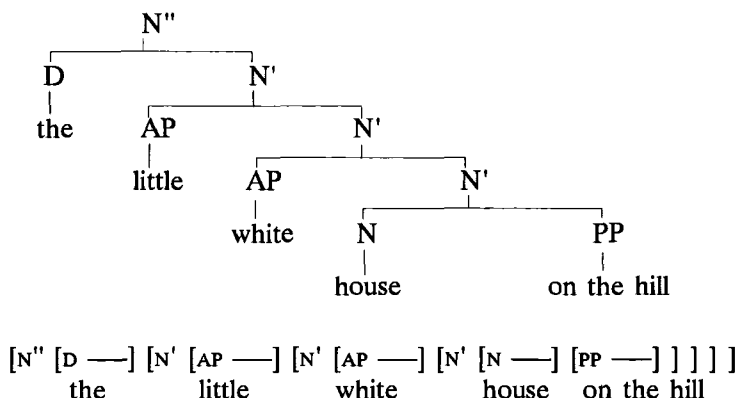 N"
D N'
the AP N'
little AP N'
white N PP
house on the hill
[N" [D —] [N' [AP —] [N' [AP —] [N' [N —] [PP —] ] ] ] ]
the little white house on the hill